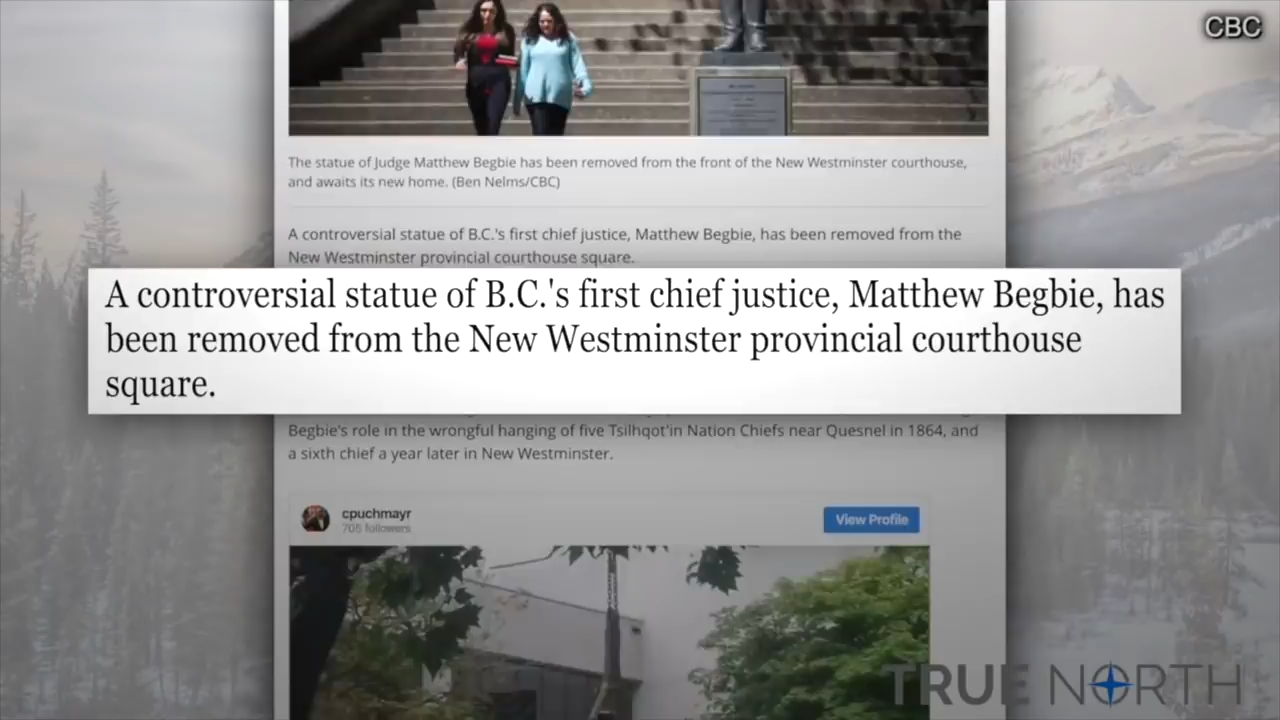 CBC
The statue of Judge Matthew Begbie has been removed from the front of the New Westminster courthouse,
and awaits its new home. (Ben Nelms/CBC)
A controversial statue of B.C.'s first chief justice, Matthew Begbie, has been removed from the
New Westminster provincial courthouse square.
A controversial statue of B.C.'s first chief justice, Matthew Begbie, has
been removed from the New Westminster provincial courthouse
square.
Begbie's role in the wrongful hanging of five Tsilhqot'in Nation Chiefs near Quesnel in 1864, and
a sixth chief a year later in New Westminster.
cpuchmayr
705 followers
View Profile
TRUE NORTH